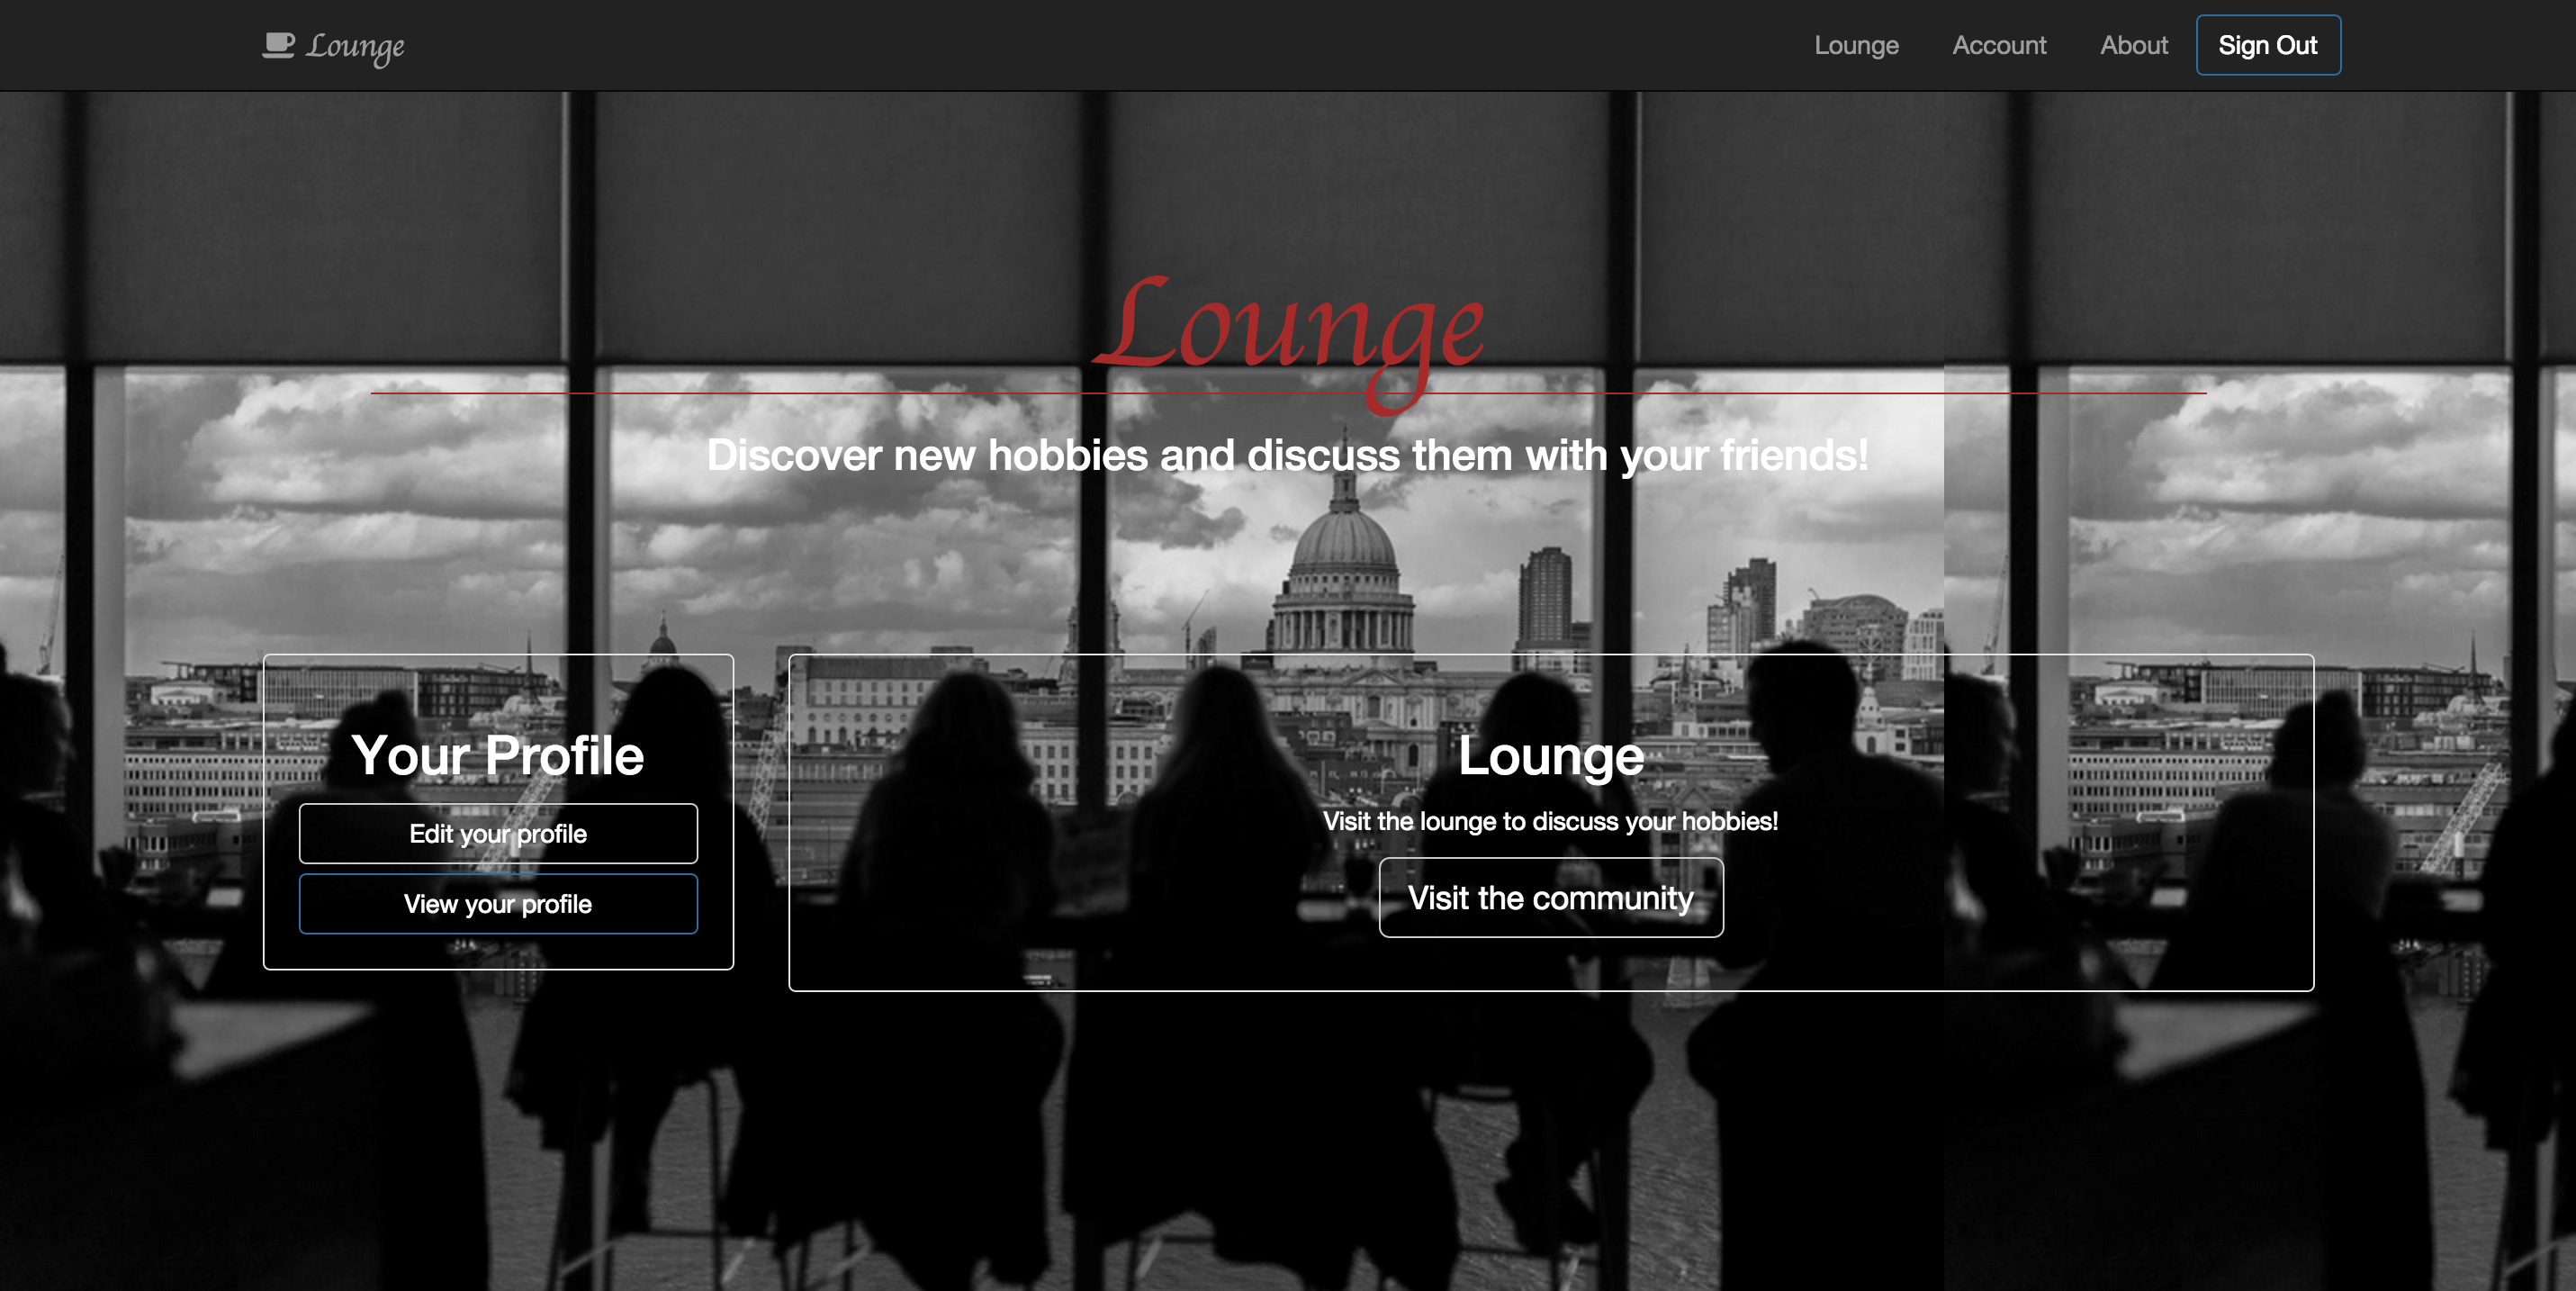 Lounge
Lounge Account About Sign Out
Lounge
Discover new hobbies and discuss them with your friends!
Your Profile
Edit your profile
View your profile
Lounge
Visit the lounge to discuss your hobbies!
Visit the community